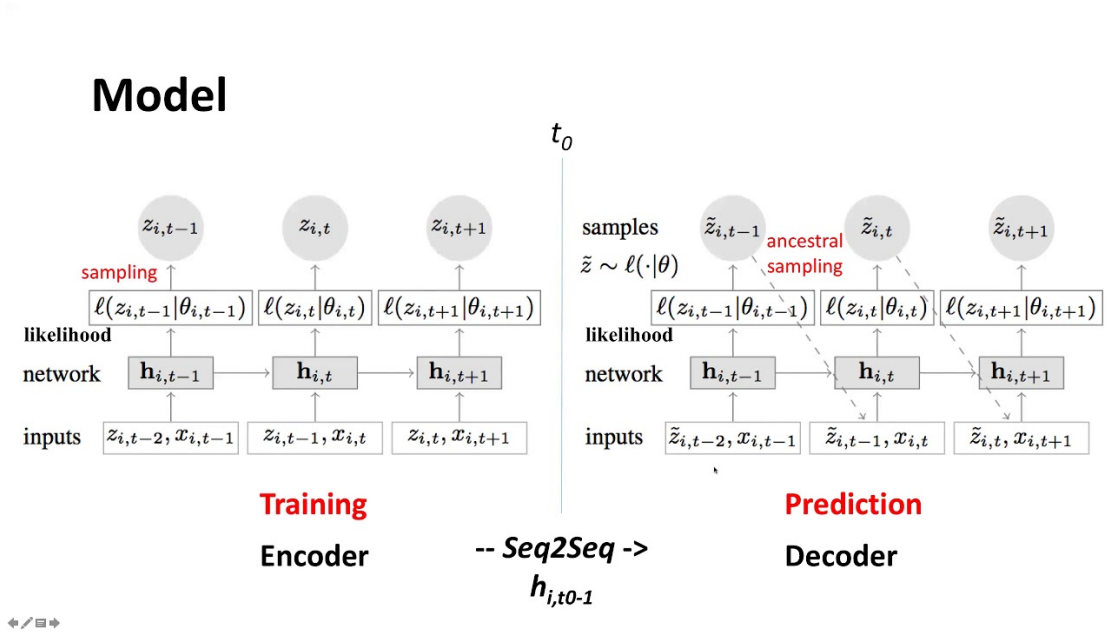 Model
t₀
z_{i,t−1} z_{i,t} z_{i,t+1}
sampling
ℓ(z_{i,t−1}|θ_{i,t−1}) ℓ(z_{i,t}|θ_{i,t}) ℓ(z_{i,t+1}|θ_{i,t+1})
likelihood
network h_{i,t−1} h_{i,t} h_{i,t+1}
inputs z_{i,t−2}, x_{i,t−1} z_{i,t−1}, x_{i,t} z_{i,t}, x_{i,t+1}
Training
Encoder
samples z̃_{i,t−1} z̃_{i,t} z̃_{i,t+1}
z̃ ∼ ℓ(·|θ)
ancestral
sampling
ℓ(z_{i,t−1}|θ_{i,t−1}) ℓ(z_{i,t}|θ_{i,t}) ℓ(z_{i,t+1}|θ_{i,t+1})
likelihood
network h_{i,t−1} h_{i,t} h_{i,t+1}
inputs z̃_{i,t−2}, x_{i,t−1} z̃_{i,t−1}, x_{i,t} z̃_{i,t}, x_{i,t+1}
Prediction
Decoder
-- Seq2Seq ->
h_{i,t0-1}